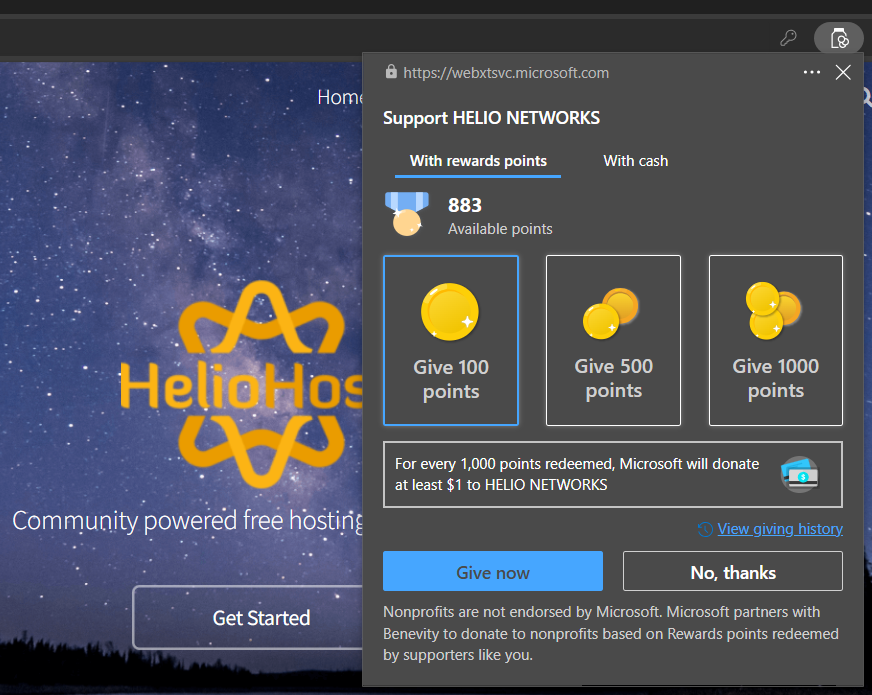 https://webxtsvc.microsoft.com
Home
Support HELIO NETWORKS
With rewards points
With cash
883
Available points
Give 100
points
Give 500
points
Give 1000
points
HelioHos
For every 1,000 points redeemed, Microsoft will donate
at least $1 to HELIO NETWORKS
Community powered free hosting
View giving history
Give now
No, thanks
Get Started
Nonprofits are not endorsed by Microsoft. Microsoft partners with
Benevity to donate to nonprofits based on Rewards points redeemed
by supporters like you.